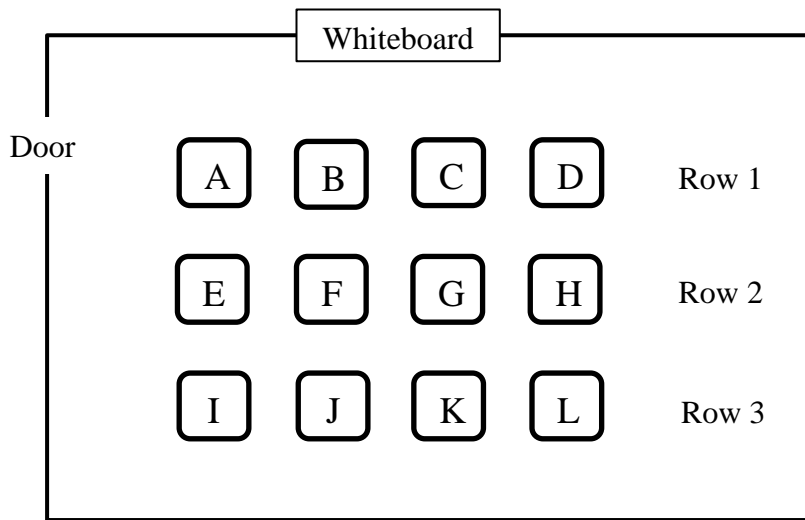 Whiteboard
Door
A B C D Row 1
E F G H Row 2
I J K L Row 3